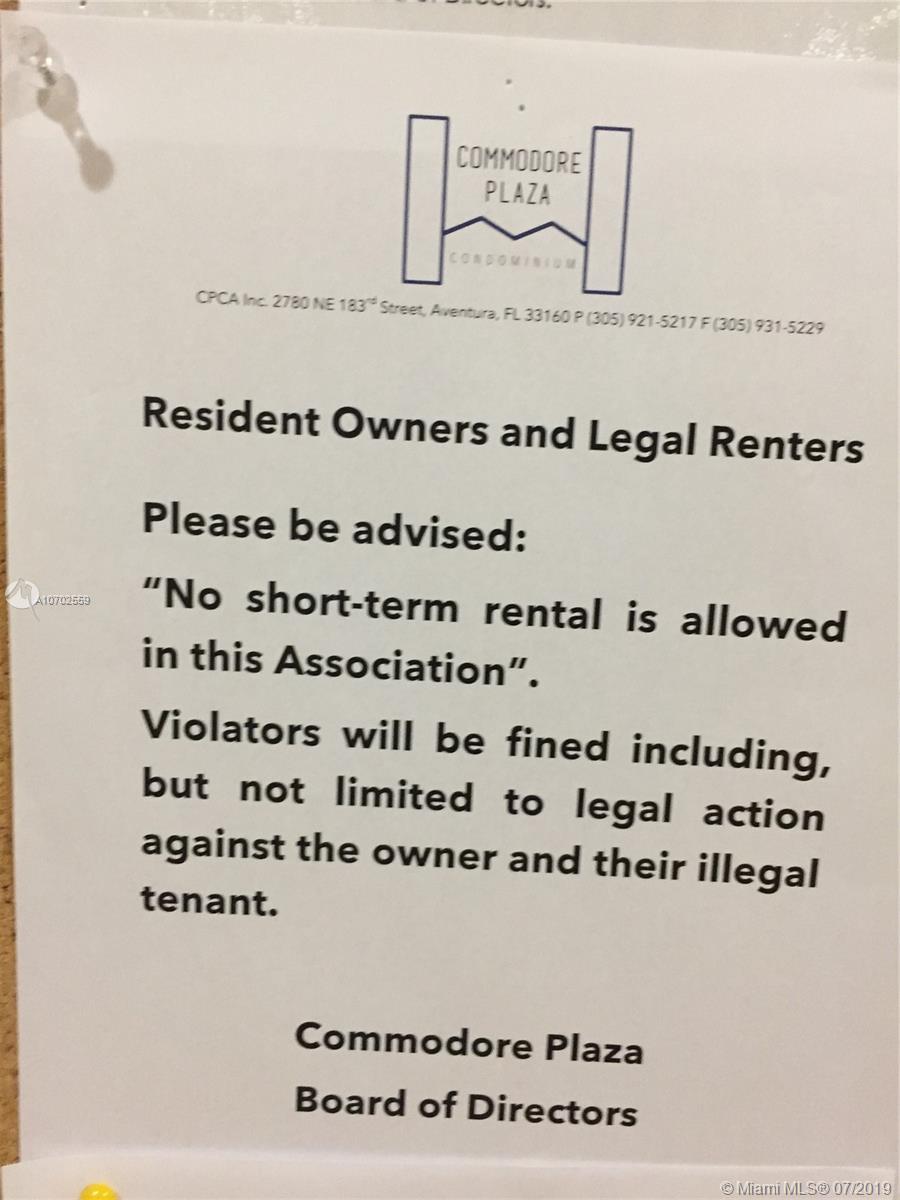 COMMODORE
PLAZA
CONDOMINIUM
CPCA Inc. 2780 NE 183rd Street, Aventura, FL 33160 P (305) 921-5217 F (305) 931-5229
Resident Owners and Legal Renters
Please be advised:
“No short-term rental is allowed
in this Association”.
Violators will be fined including,
but not limited to legal action
against the owner and their illegal
tenant.
Commodore Plaza
Board of Directors
A10702559
© Miami MLS® 07/2019